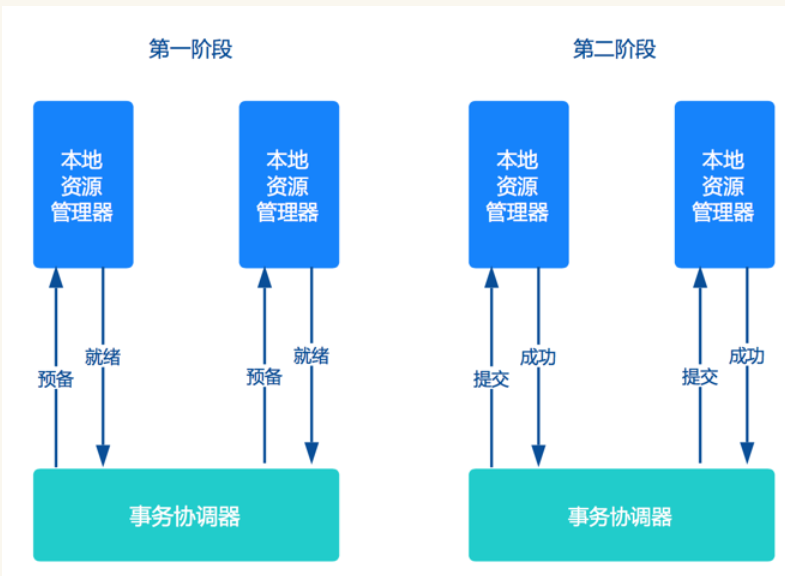 第一阶段
第二阶段
本地
资源
管理器
本地
资源
管理器
本地
资源
管理器
本地
资源
管理器
预备
就绪
预备
就绪
提交
成功
提交
成功
事务协调器
事务协调器